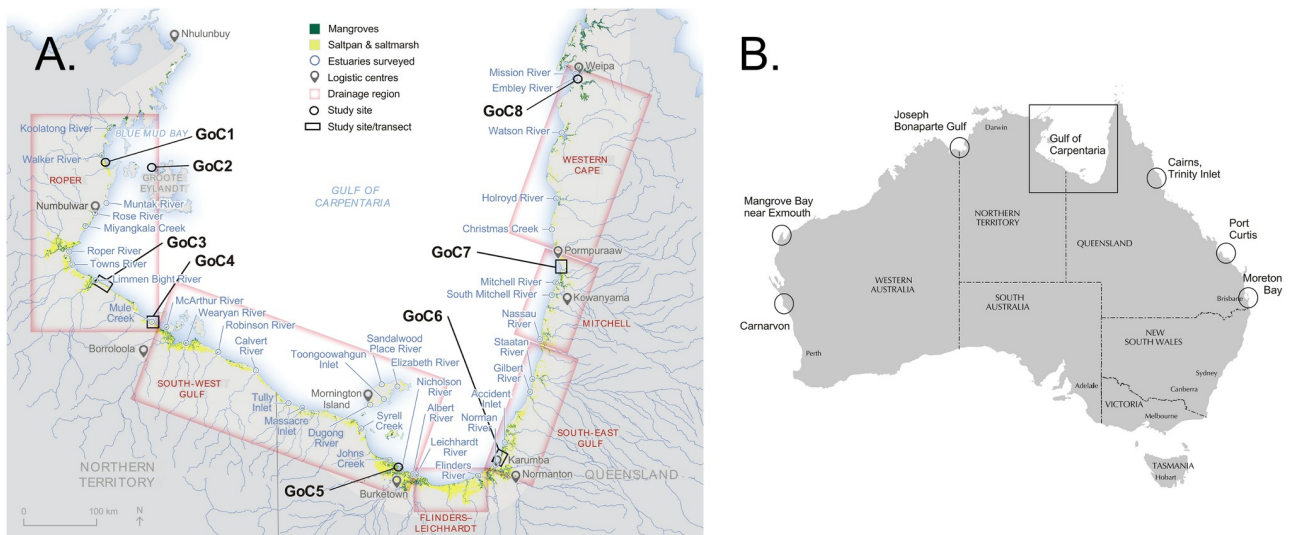 A.
Nhulunbuy
Mangroves
Saltpan & saltmarsh
Estuaries surveyed
Logistic centres
Drainage region
Study site
Study site/transect
Koolatong River
BLUE MUD BAY
GoC1
Walker River
GoC2
ROPER
GROOTE
EYLANDT
Numbulwar
Muntak River
Rose River
Miyangkala Creek
Roper River
GoC3
Towns River
GoC4
Limmen Bight River
Mule
Creek
McArthur River
Wearyan River
Robinson River
Borroloola
Calvert
River
SOUTH-WEST
GULF
Tully
Inlet
Massacre
Inlet
Toongoowahgun
Inlet
Sandalwood
Place River
Elizabeth River
Mornington
Island
Dugong
River
Syrell
Creek
Johns
Creek
Nicholson
River
Albert
River
Leichhardt
River
Flinders
River
GoC5
Burketown
FLINDERS–
LEICHHARDT
NORTHERN
TERRITORY
0 100 km N
GULF OF
CARPENTARIA
Mission River
Weipa
Embley River
GoC8
Watson River
WESTERN
CAPE
Holroyd River
Christmas Creek
GoC7
Pormpuraaw
Mitchell River
South Mitchell River
Kowanyama
Nassau
River
MITCHELL
GoC6
Staatan
River
Gilbert
River
Accident
Inlet
Norman
River
SOUTH-EAST
GULF
Karumba
Normanton
QUEENSLAND
B.
Joseph
Bonaparte Gulf
Darwin
Gulf of
Carpentaria
Cairns,
Trinity Inlet
Mangrove Bay
near Exmouth
NORTHERN
TERRITORY
QUEENSLAND
Port
Curtis
Moreton
Bay
WESTERN
AUSTRALIA
SOUTH
AUSTRALIA
Brisbane
Carnarvon
NEW
SOUTH WALES
Perth
Sydney
Adelaide
Canberra
VICTORIA
Melbourne
TASMANIA
Hobart